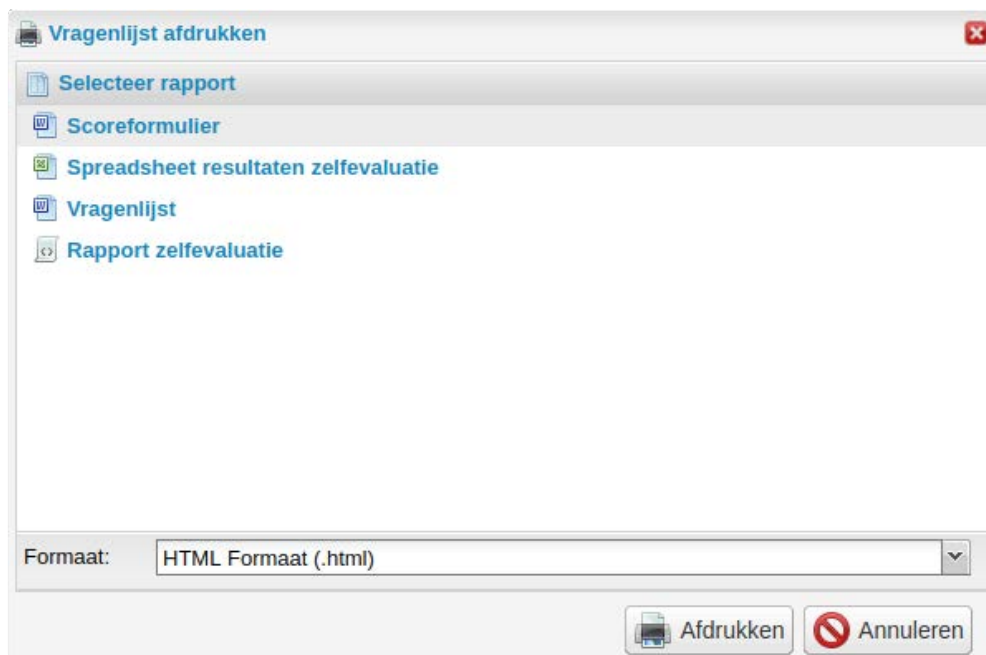 Vragenlijst afdrukken
Selecteer rapport
Scoreformulier
Spreadsheet resultaten zelfevaluatie
Vragenlijst
Rapport zelfevaluatie
Formaat: HTML Formaat (.html)
Afdrukken Annuleren